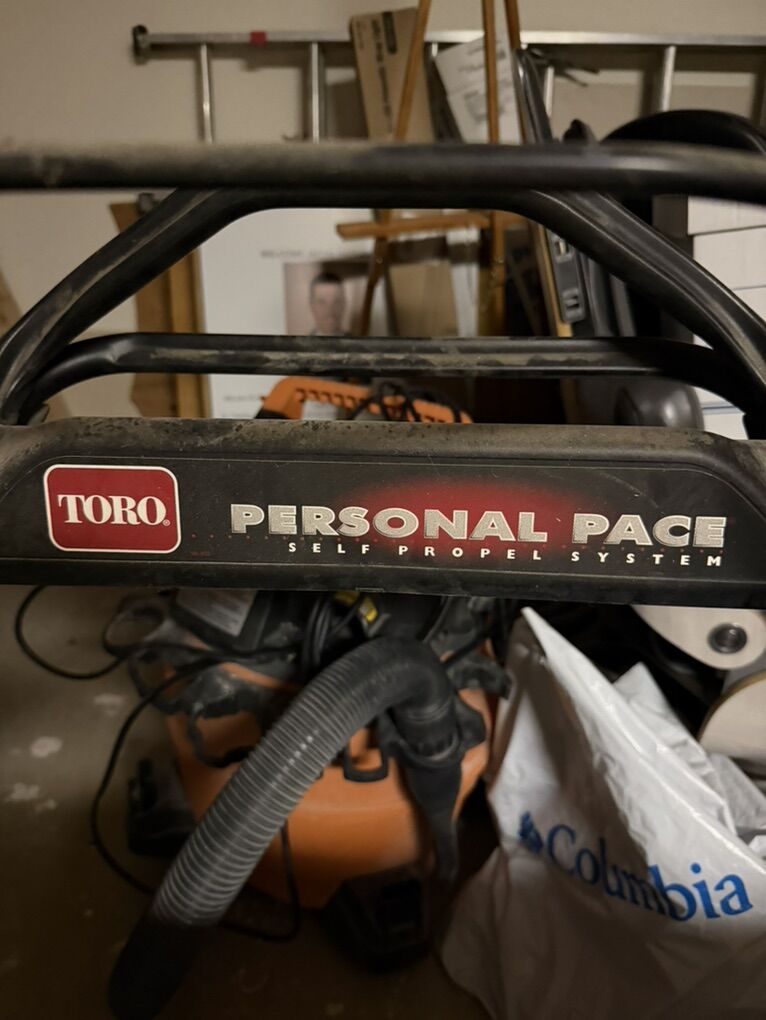 TORO®
PERSONAL PACE
SELF PROPEL SYSTEM
Columbia